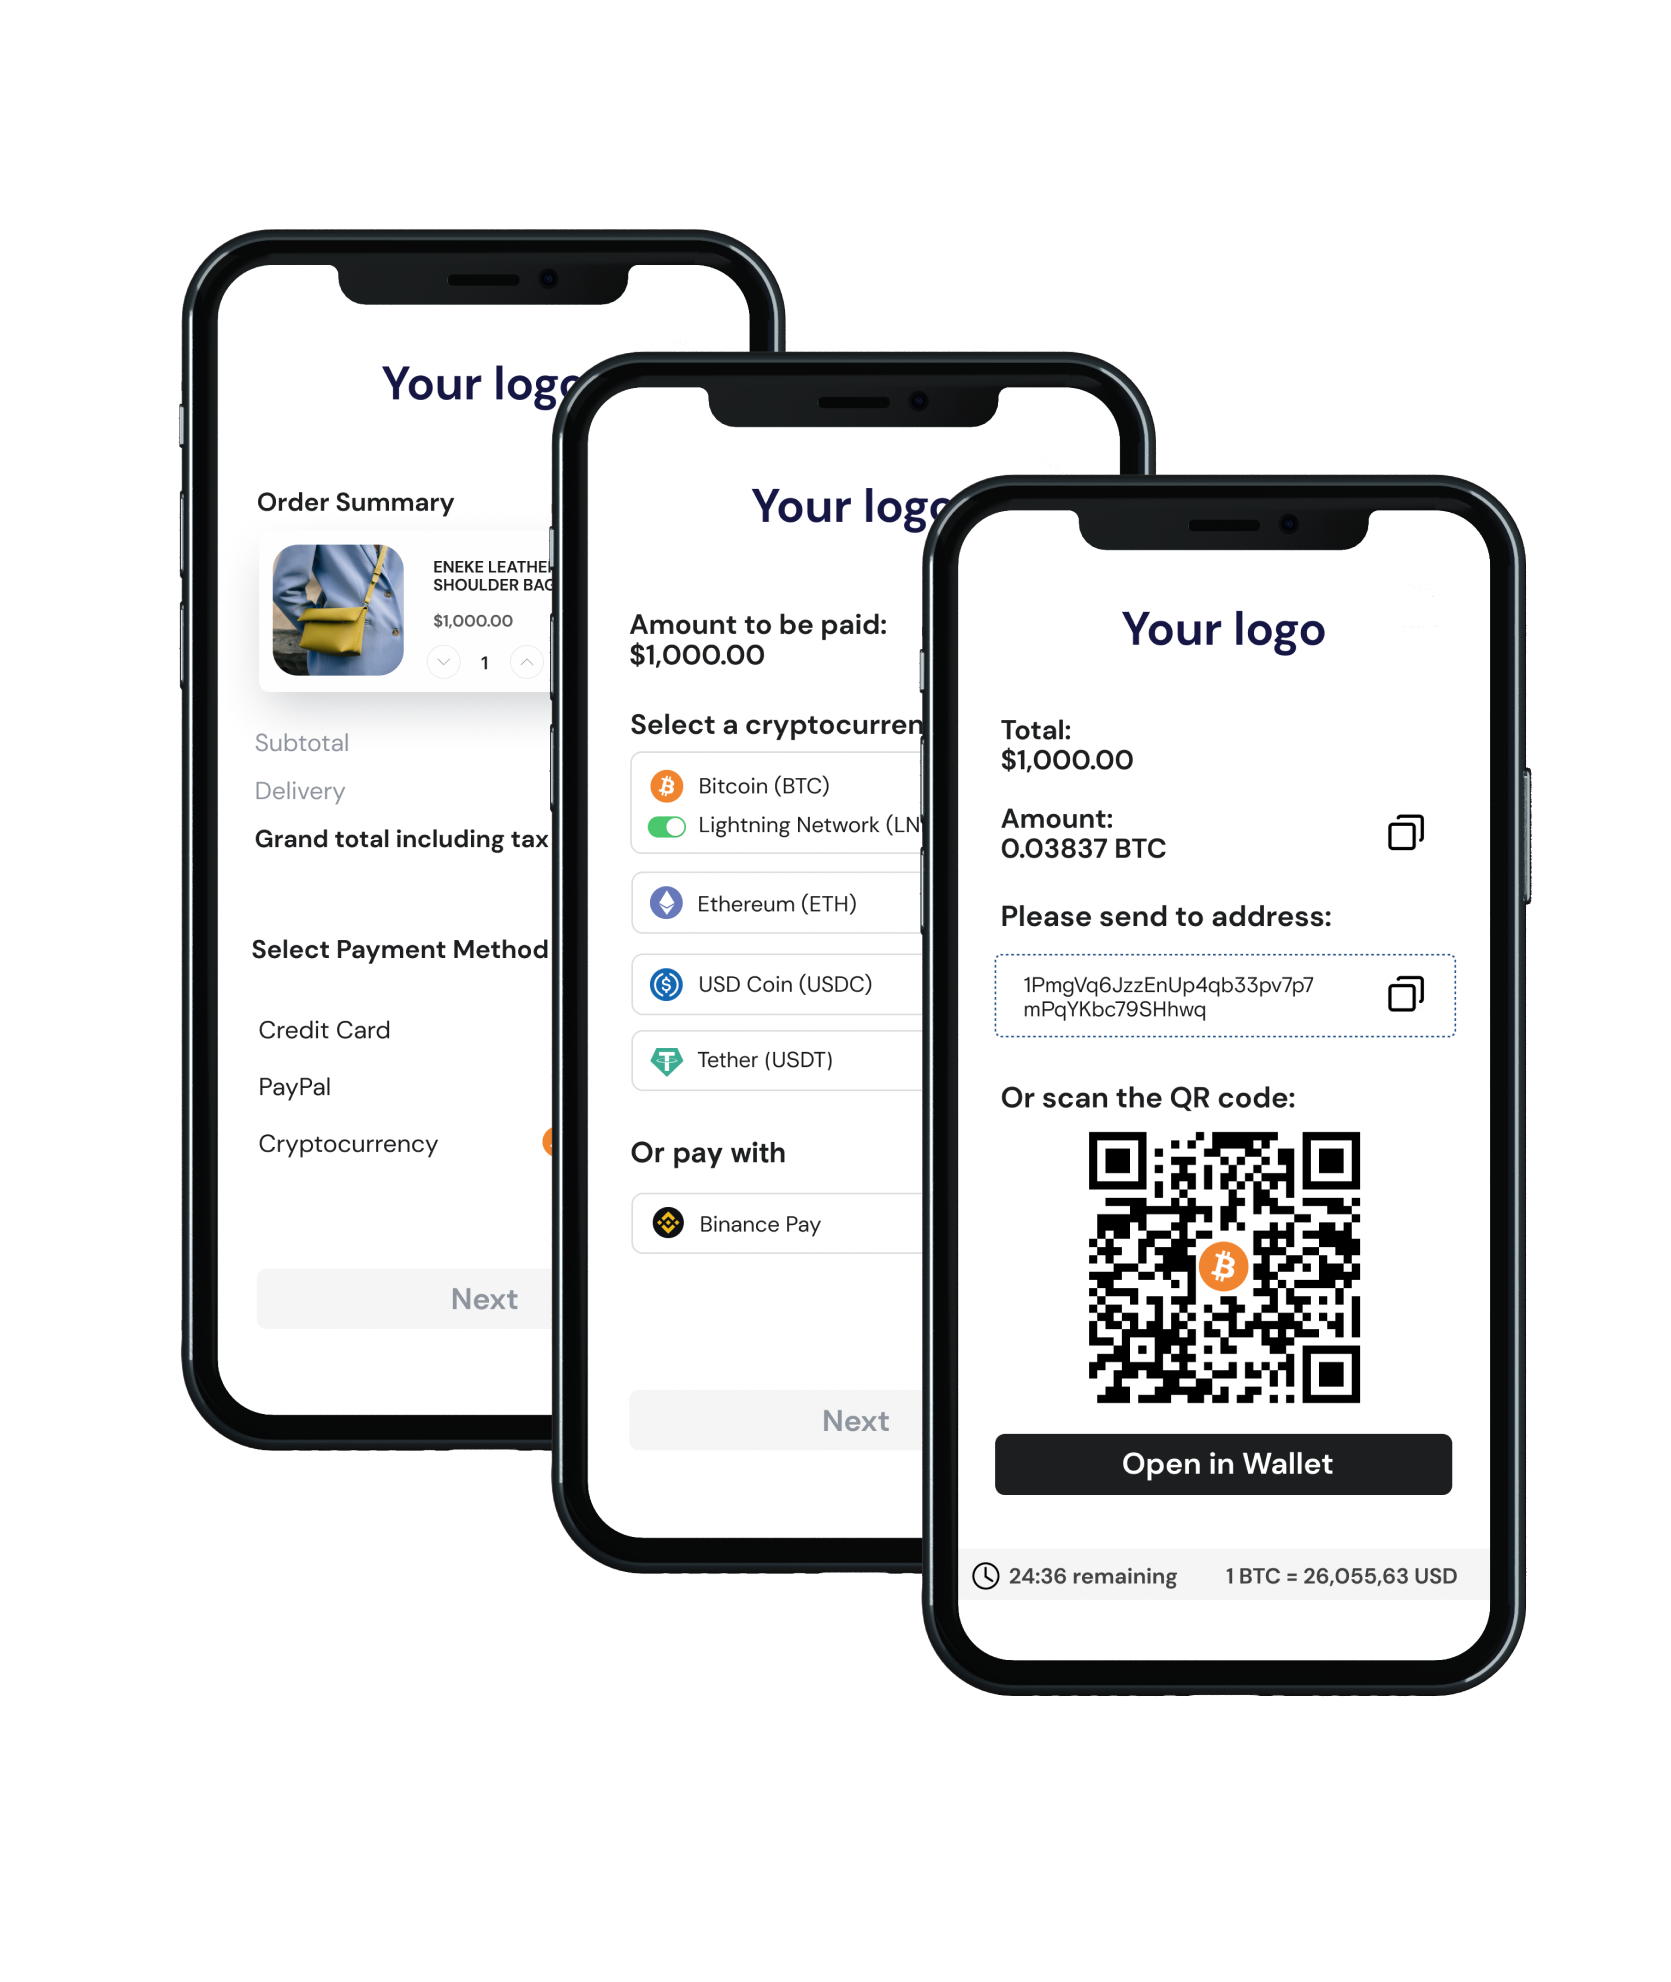 Your logo
Order Summary
ENEKE LEATHER
SHOULDER BAG
$1,000.00
1
Subtotal
Delivery
Grand total including tax
Select Payment Method
Credit Card
PayPal
Cryptocurrency
Next
Your logo
Amount to be paid:
$1,000.00
Select a cryptocurren
Bitcoin (BTC)
Lightning Network (LN
Ethereum (ETH)
USD Coin (USDC)
Tether (USDT)
Or pay with
Binance Pay
Next
Your logo
Total:
$1,000.00
Amount:
0.03837 BTC
Please send to address:
1PmgVq6JzzEnUp4qb33pv7p7
mPqYKbc79SHhwq
Or scan the QR code:
Open in Wallet
24:36 remaining
1 BTC = 26,055,63 USD